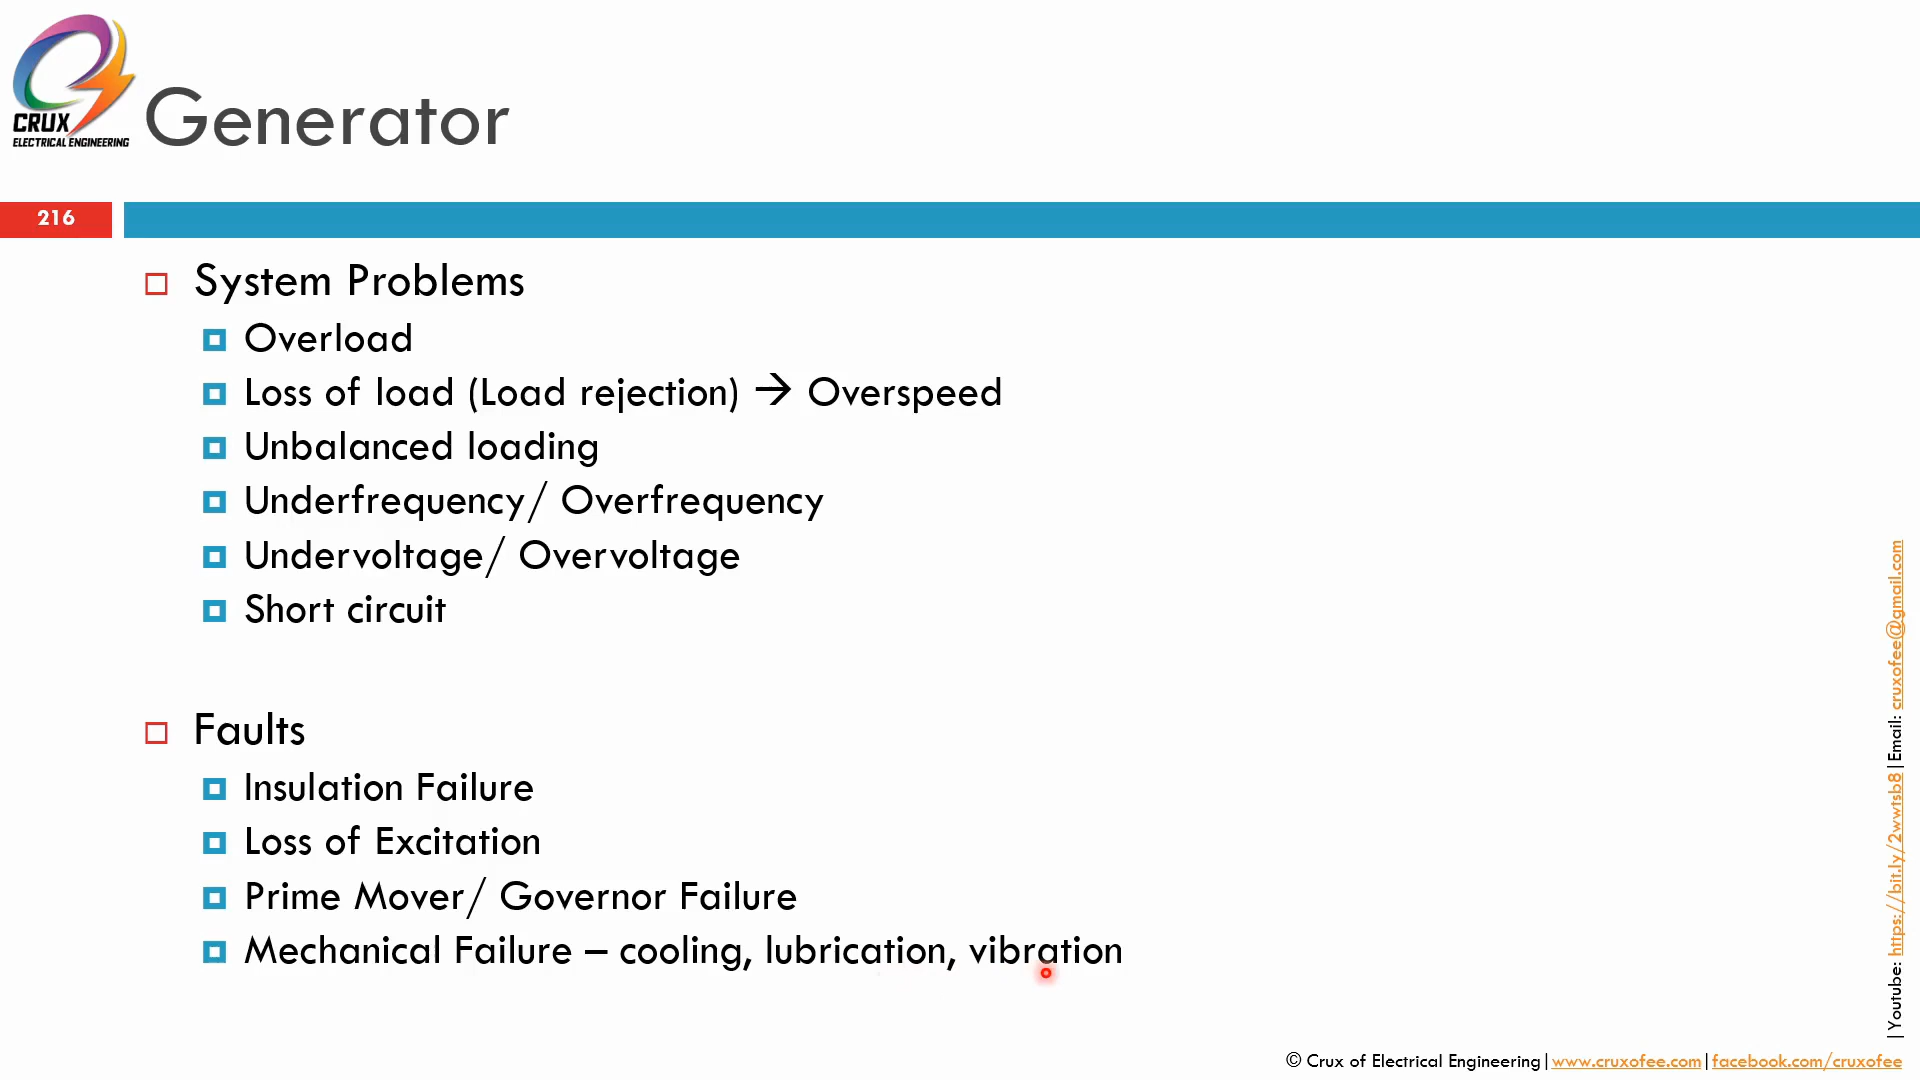 CRUX
ELECTRICAL ENGINEERING
Generator
216
System Problems
Overload
Loss of load (Load rejection) → Overspeed
Unbalanced loading
Underfrequency/ Overfrequency
Undervoltage/ Overvoltage
Short circuit
Faults
Insulation Failure
Loss of Excitation
Prime Mover/ Governor Failure
Mechanical Failure – cooling, lubrication, vibration
|Youtube: https://bit.ly/2wwtsb8|Email: cruxofee@gmail.com
© Crux of Electrical Engineering|www.cruxofee.com|facebook.com/cruxofee